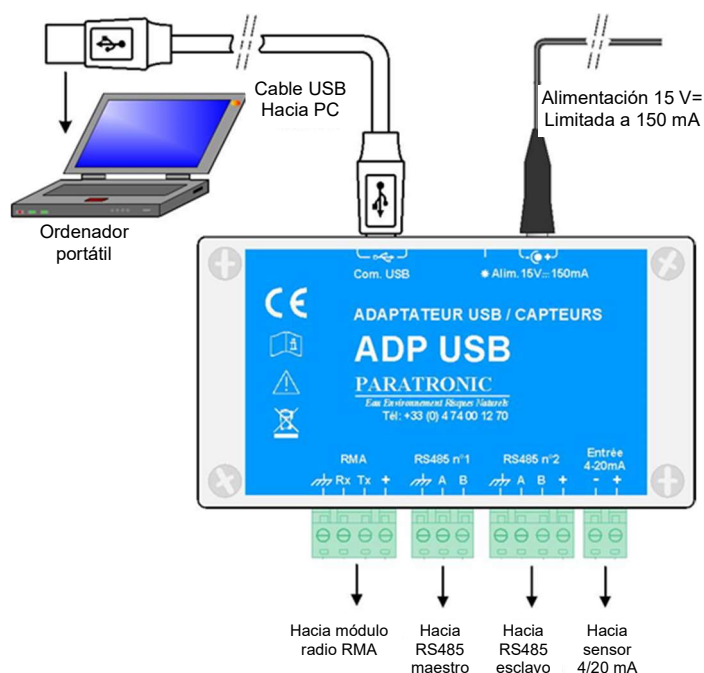 Cable USB
Hacia PC
Alimentación 15 V=
Limitada a 150 mA
Ordenador
portátil
Com. USB
Alim. 15V 150mA
CE
ADAPTATEUR USB / CAPTEURS
ADP USB
PARATRONIC
Eau Environnement Risques Naturels
Tél: +33 (0) 4 74 00 12 70
RMA
RS485 n°1
RS485 n°2
Entrée
4-20mA
Rx Tx +
A B
A B +
- +
Hacia módulo
radio RMA
Hacia
RS485
maestro
Hacia
RS485
esclavo
Hacia
sensor
4/20 mA